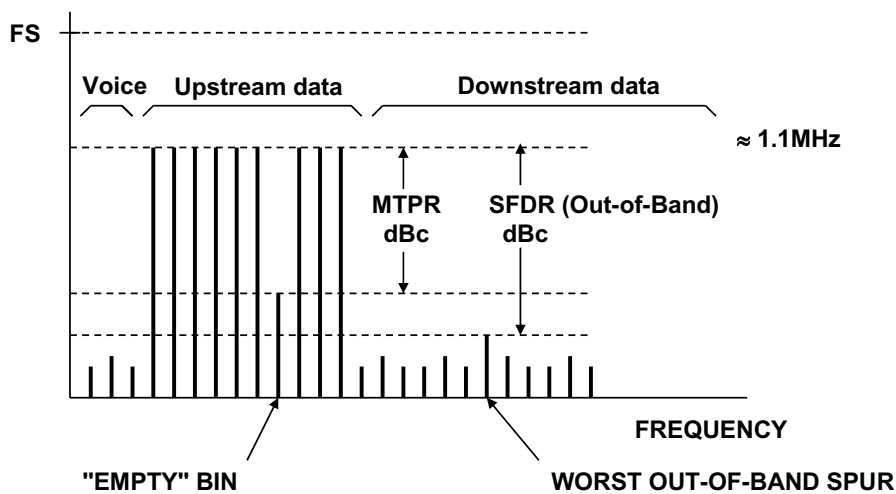 FS
Voice
Upstream data
Downstream data
≈ 1.1MHz
MTPR
dBc
SFDR (Out-of-Band)
dBc
FREQUENCY
"EMPTY" BIN
WORST OUT-OF-BAND SPUR